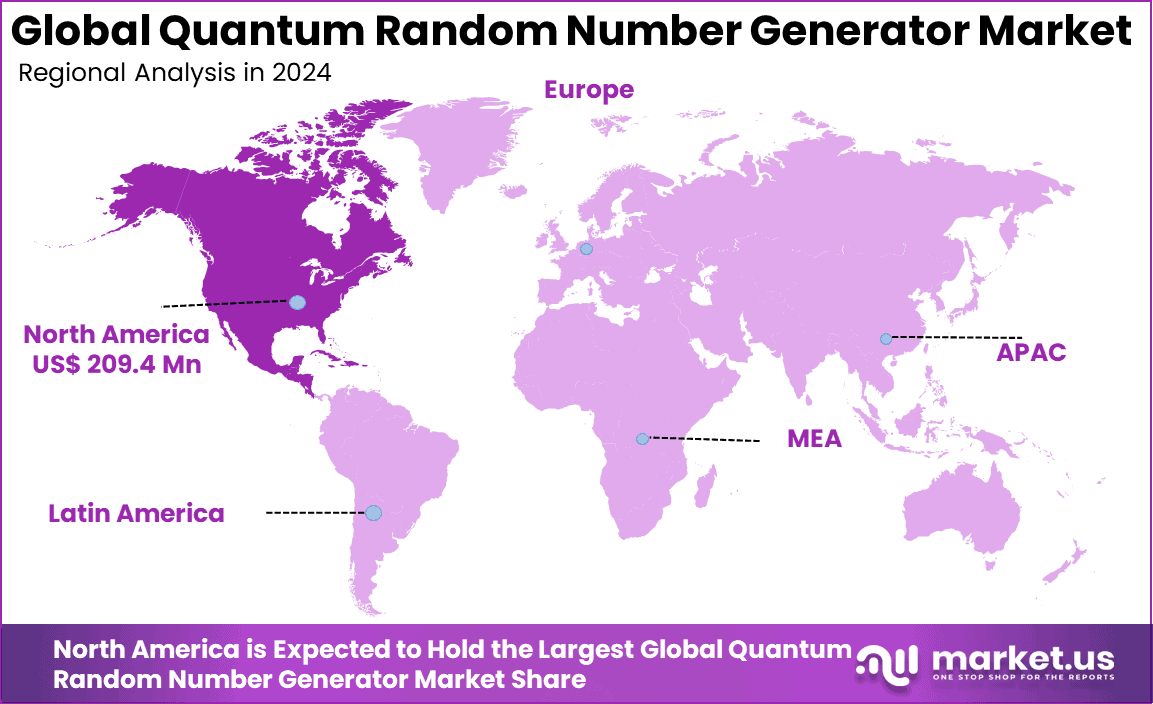 Global Quantum Random Number Generator Market
Regional Analysis in 2024
Europe
North America
US$ 209.4 Mn
APAC
MEA
Latin America
North America is Expected to Hold the Largest Global Quantum
Random Number Generator Market Share
market.us
ONE STOP SHOP FOR THE REPORTS